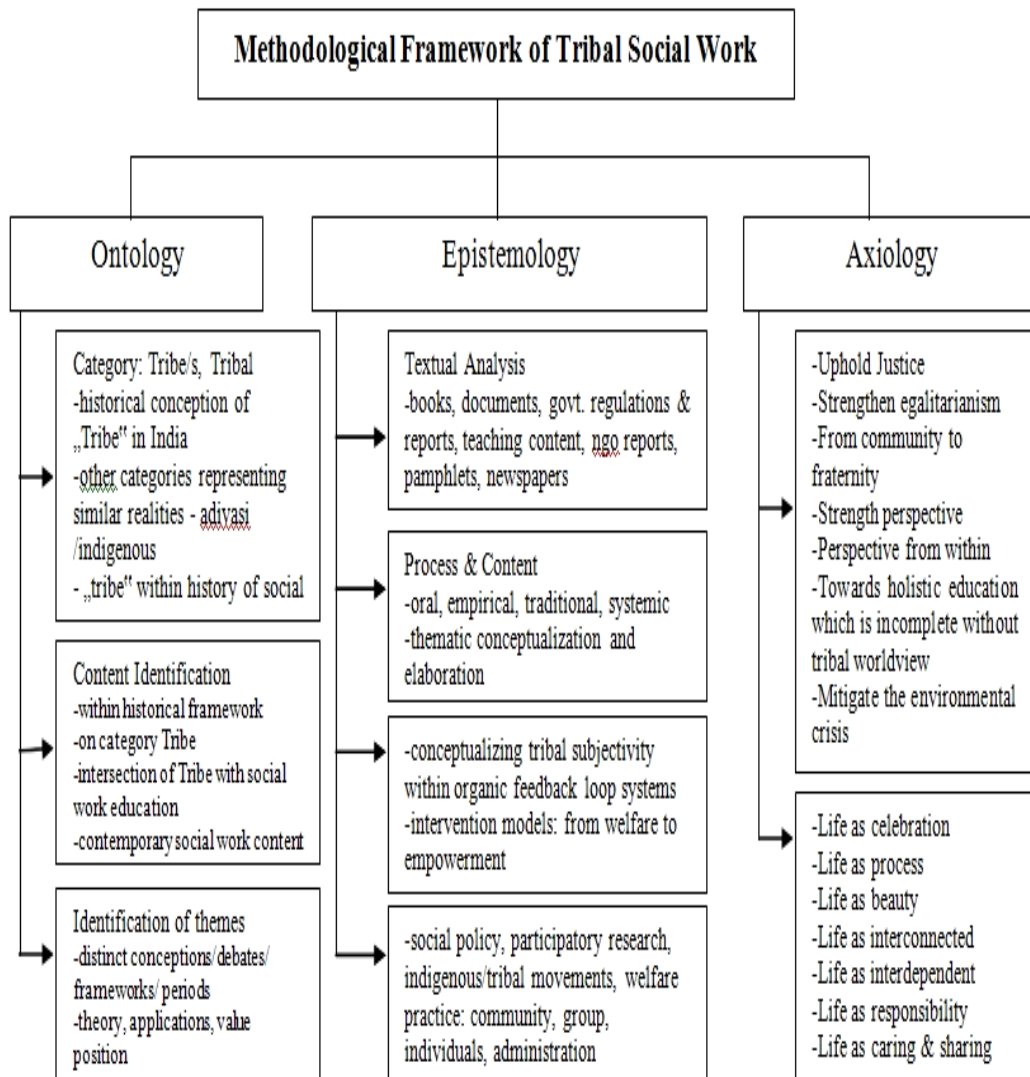 Methodological Framework of Tribal Social Work
Ontology
Category: Tribe/s, Tribal
-historical conception of
„Tribe‟ in India
-other categories representing
similar realities - adivasi
/indigenous
- „tribe‟ within history of social
Content Identification
-within historical framework
-on category Tribe
-intersection of Tribe with social
work education
-contemporary social work content
Identification of themes
-distinct conceptions/debates/
frameworks/ periods
-theory, applications, value
position
Epistemology
Textual Analysis
-books, documents, govt. regulations &
reports, teaching content, ngo reports,
pamphlets, newspapers
Process & Content
-oral, empirical, traditional, systemic
-thematic conceptualization and
elaboration
-conceptualizing tribal subjectivity
within organic feedback loop systems
-intervention models: from welfare to
empowerment
-social policy, participatory research,
indigenous/tribal movements, welfare
practice: community, group,
individuals, administration
Axiology
-Uphold Justice
-Strengthen egalitarianism
-From community to
fraternity
-Strength perspective
-Perspective from within
-Towards holistic education
which is incomplete without
tribal worldview
-Mitigate the environmental
crisis
-Life as celebration
-Life as process
-Life as beauty
-Life as interconnected
-Life as interdependent
-Life as responsibility
-Life as caring & sharing